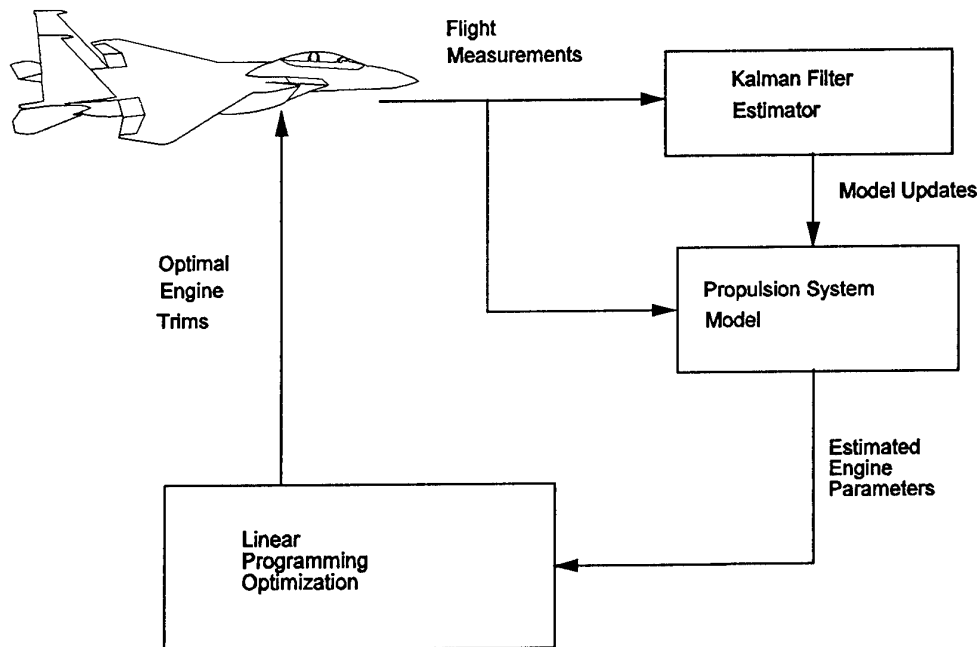 Flight
Measurements
Kalman Filter
Estimator
Model Updates
Propulsion System
Model
Optimal
Engine
Trims
Estimated
Engine
Parameters
Linear
Programming
Optimization